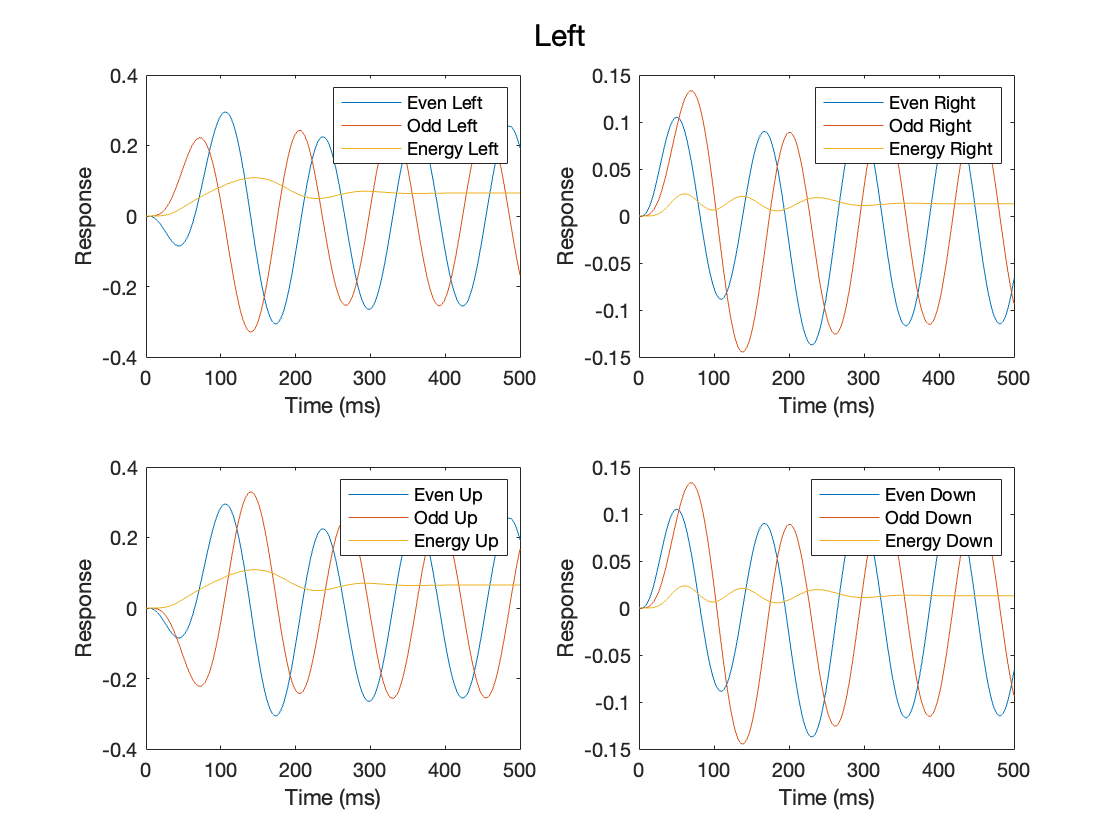 Left
0.4
0.2
0
-0.2
-0.4
Response
0 100 200 300 400 500
Time (ms)
Even Left
Odd Left
Energy Left
0.15
0.1
0.05
0
-0.05
-0.1
-0.15
Response
0 100 200 300 400 500
Time (ms)
Even Right
Odd Right
Energy Right
0.4
0.2
0
-0.2
-0.4
Response
0 100 200 300 400 500
Time (ms)
Even Up
Odd Up
Energy Up
0.15
0.1
0.05
0
-0.05
-0.1
-0.15
Response
0 100 200 300 400 500
Time (ms)
Even Down
Odd Down
Energy Down